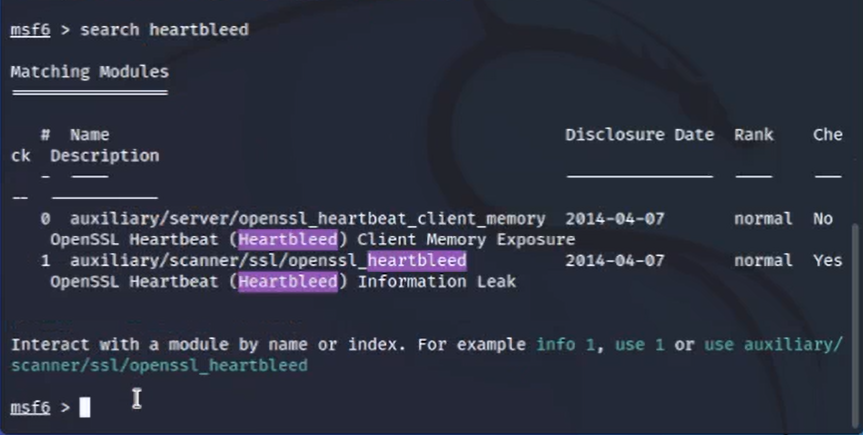 msf6 > search heartbleed
Matching Modules
================
# Name Disclosure Date Rank Che
ck Description
- ---- --------------- ---- ---
-- -----------
0 auxiliary/server/openssl_heartbeat_client_memory 2014-04-07 normal No
OpenSSL Heartbeat (Heartbleed) Client Memory Exposure
1 auxiliary/scanner/ssl/openssl_heartbleed 2014-04-07 normal Yes
OpenSSL Heartbeat (Heartbleed) Information Leak
Interact with a module by name or index. For example info 1, use 1 or use auxiliary/
scanner/ssl/openssl_heartbleed
msf6 >